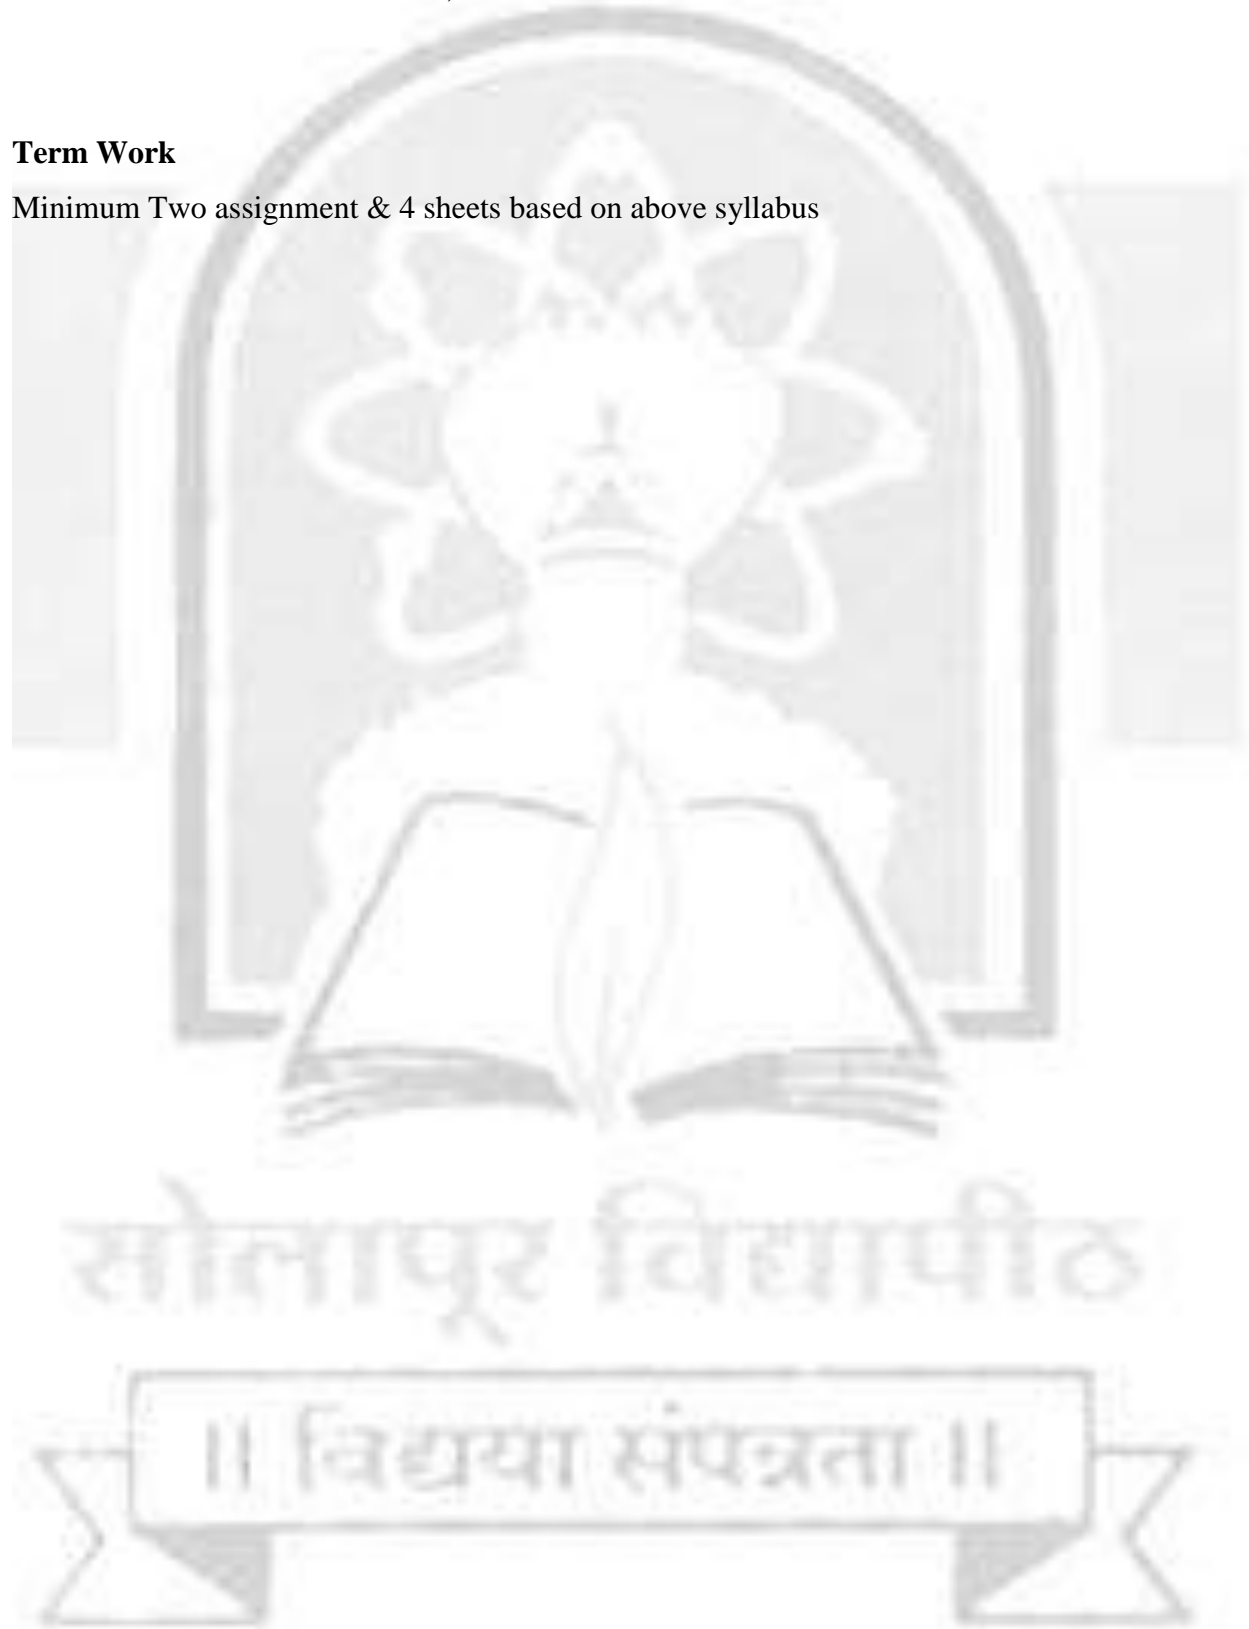 Term Work
Minimum Two assignment & 4 sheets based on above syllabus
सोलापूर विद्यापीठ
|| विद्यया संपन्नता ||